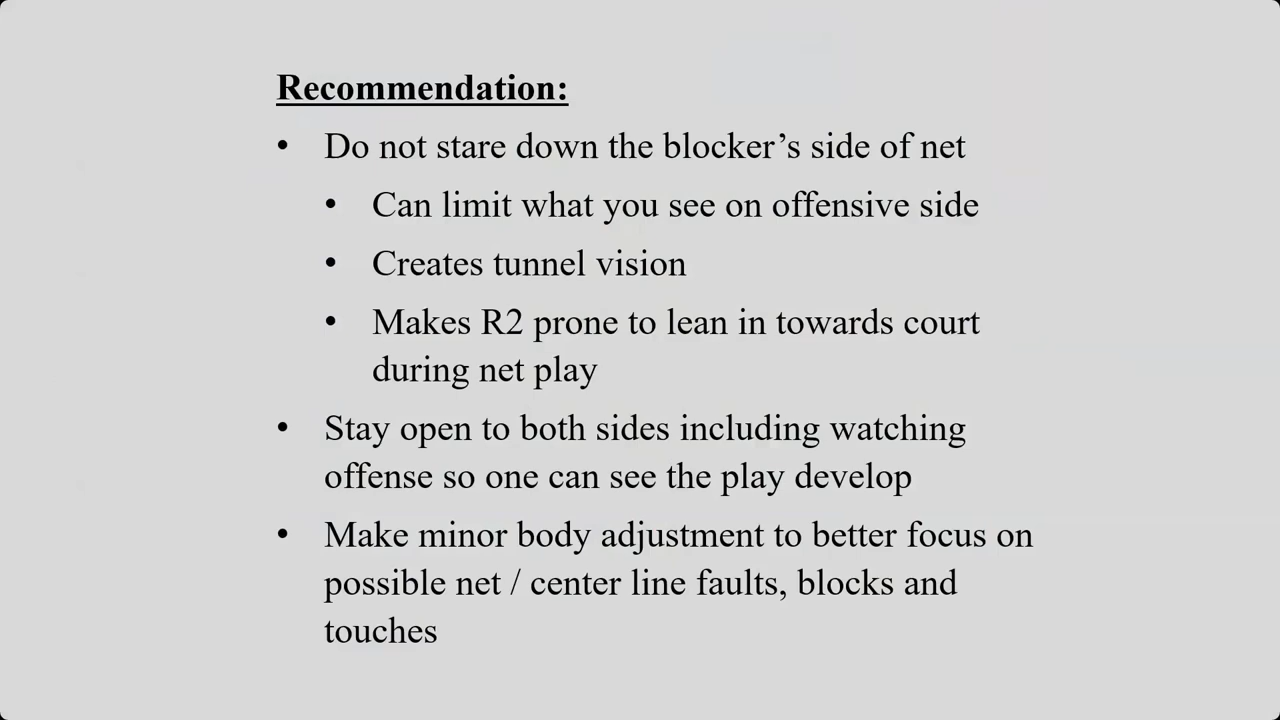 Recommendation:
• Do not stare down the blocker’s side of net
• Can limit what you see on offensive side
• Creates tunnel vision
• Makes R2 prone to lean in towards court
during net play
• Stay open to both sides including watching
offense so one can see the play develop
• Make minor body adjustment to better focus on
possible net / center line faults, blocks and
touches